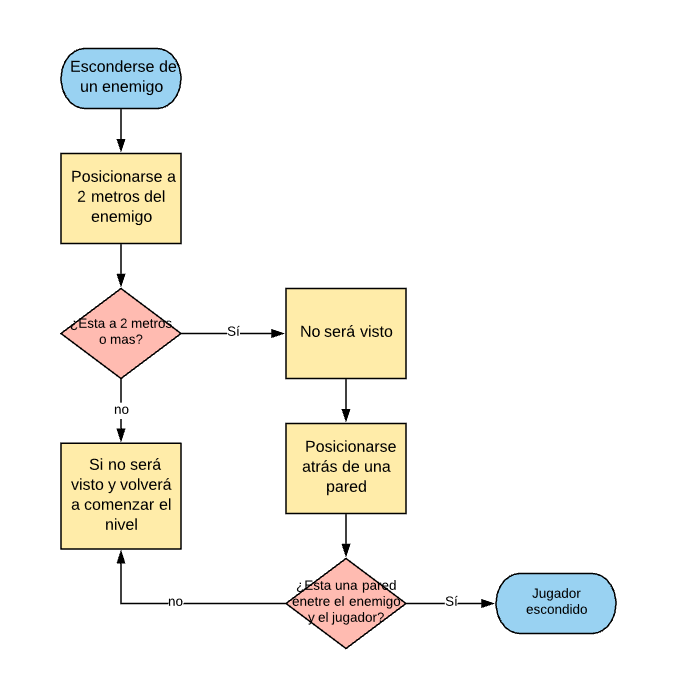 Esconderse de
un enemigo
Posicionarse a
2 metros del
enemigo
¿Esta a 2 metros
o mas?
Sí
No será visto
no
Posicionarse
atrás de una
pared
Si no será
visto y volverá
a comenzar el
nivel
¿Esta una pared
enetre el enemigo
y el jugador?
no
Sí
Jugador
escondido